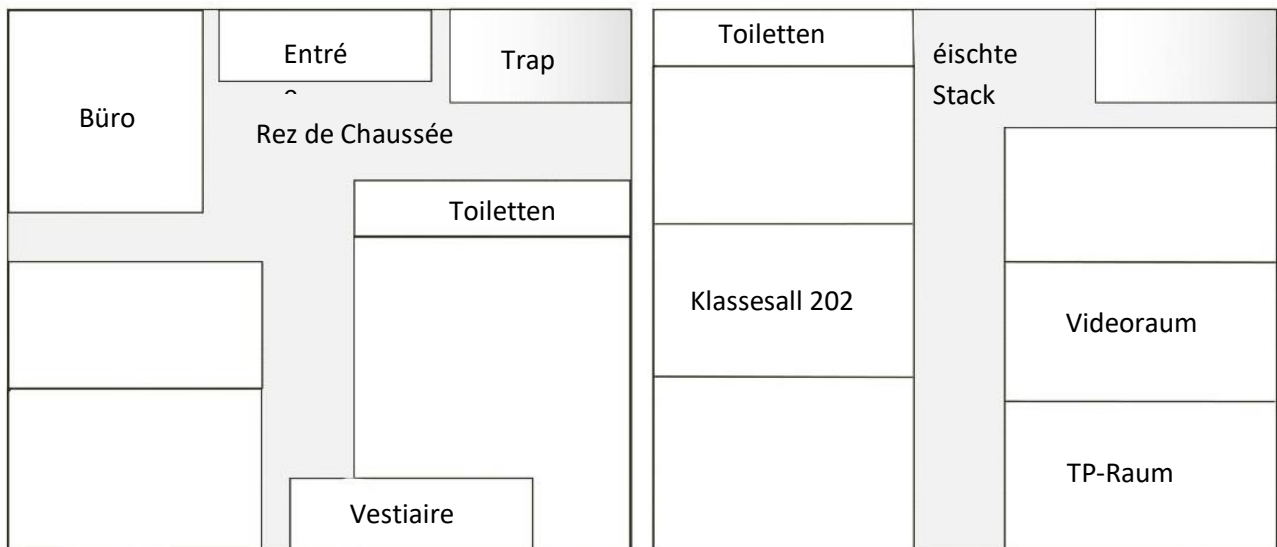 Entré
Trap
Büro
Rez de Chaussée
Toiletten
Vestiaire
Toiletten
éischte
Stack
Klassesall 202
Videoraum
TP-Raum